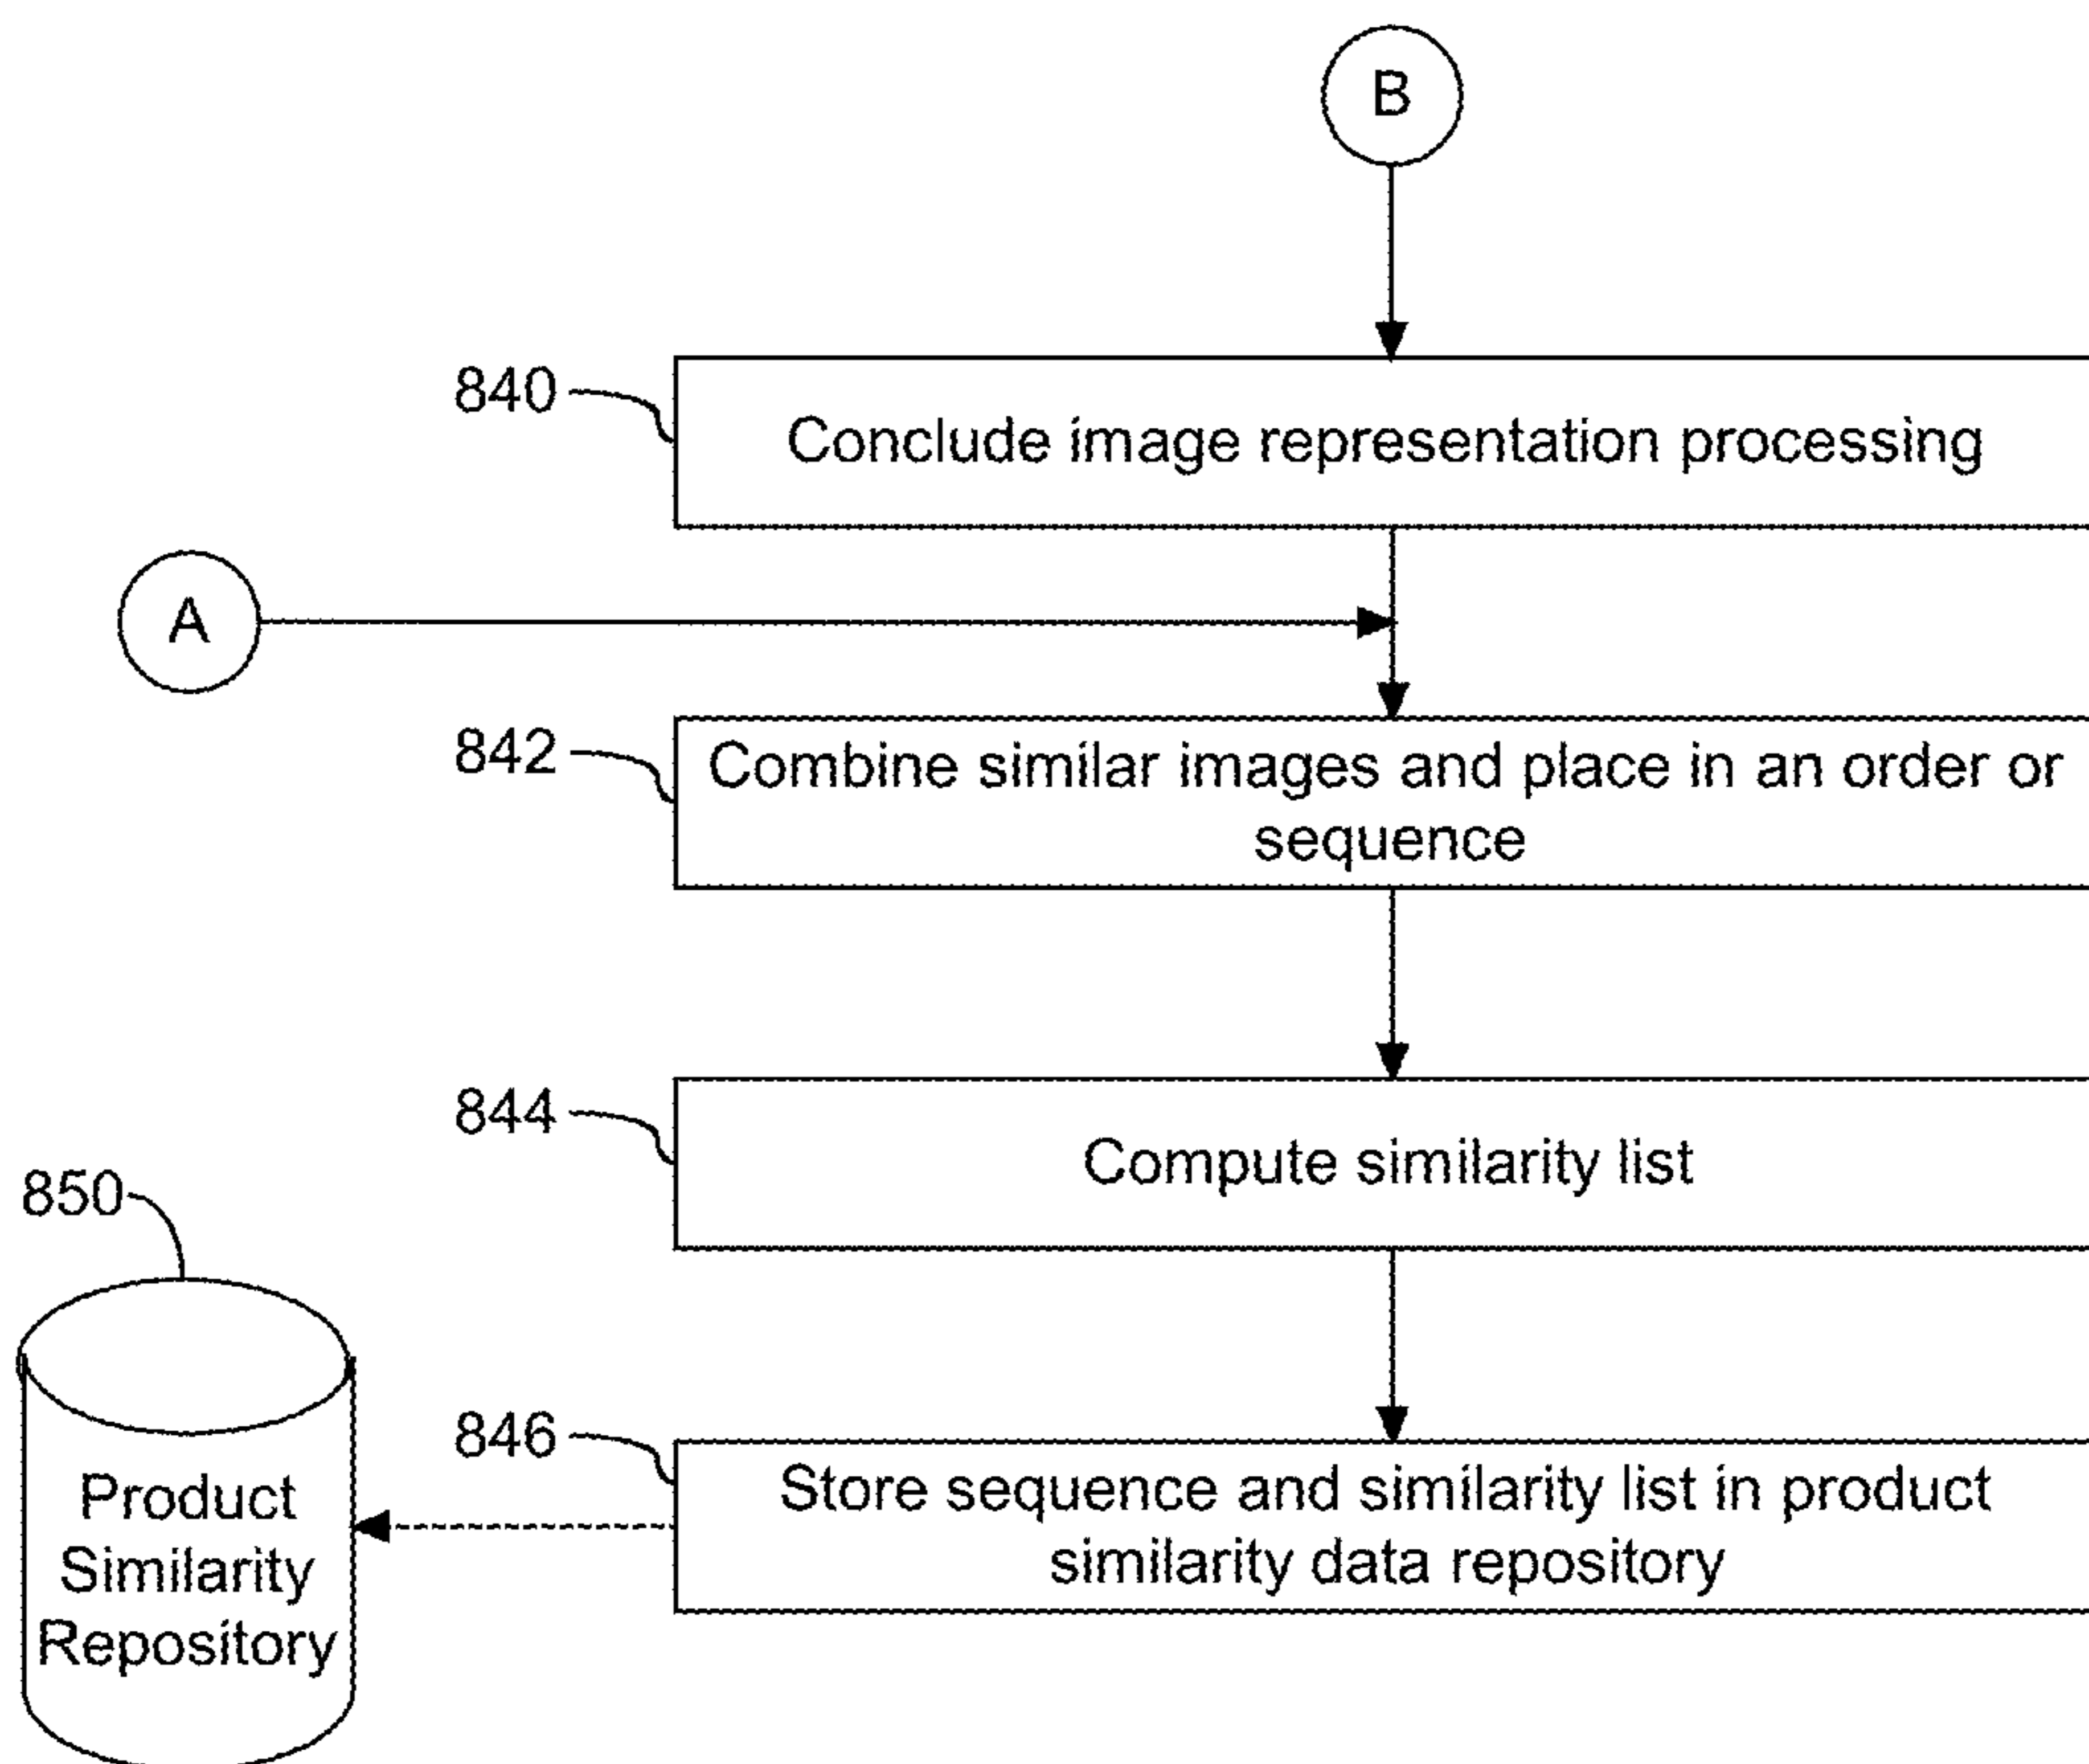 B
840
Conclude image representation processing
A
842
Combine similar images and place in an order or
sequence
844
Compute similarity list
850
846
Store sequence and similarity list in product
similarity data repository
Product
Similarity
Repository